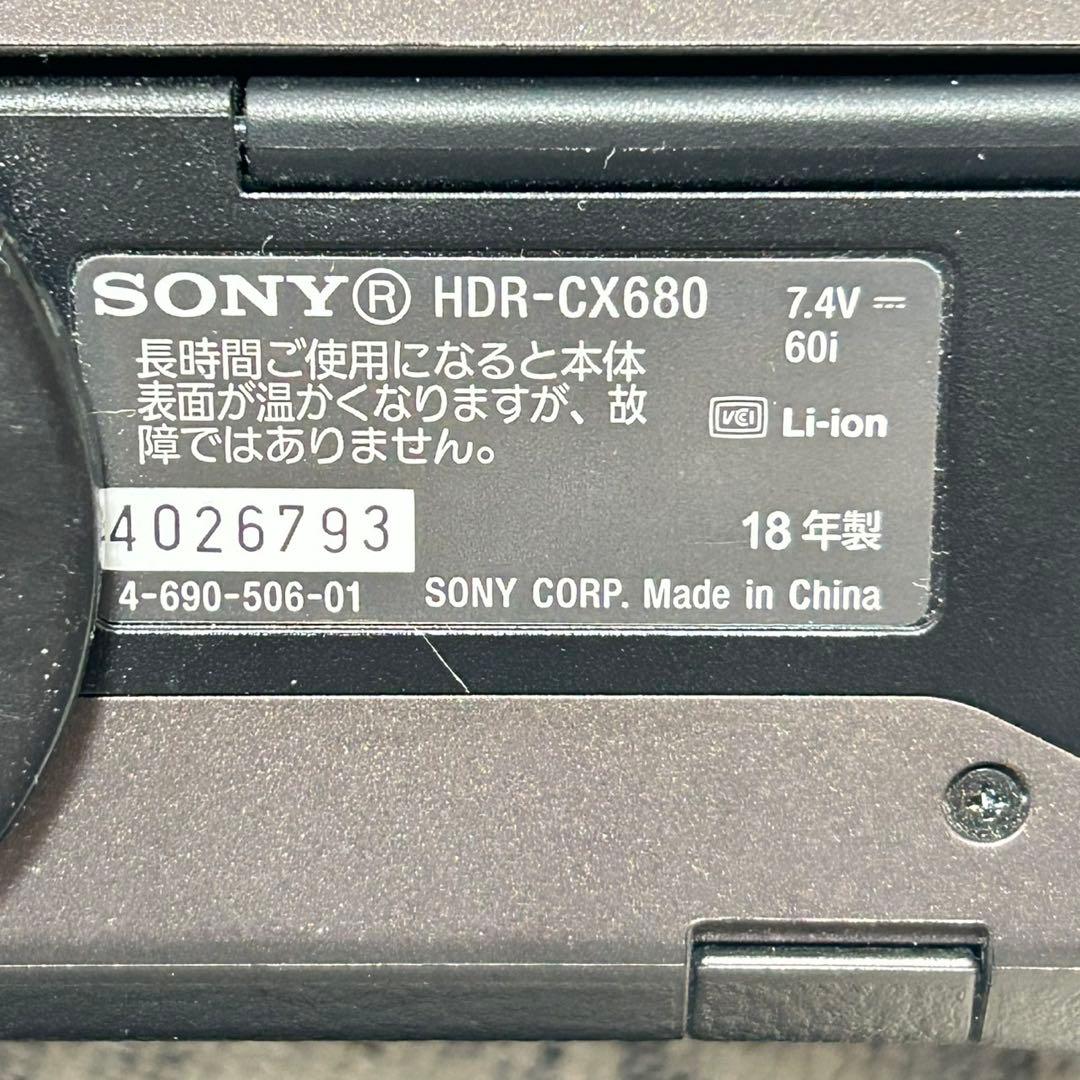 SONY® HDR-CX680 7.4V ⎓
60i
長時間ご使用になると本体
表面が温かくなりますが、故
障ではありません。
VCCI Li-ion
4026793
18年製
4-690-506-01 SONY CORP. Made in China